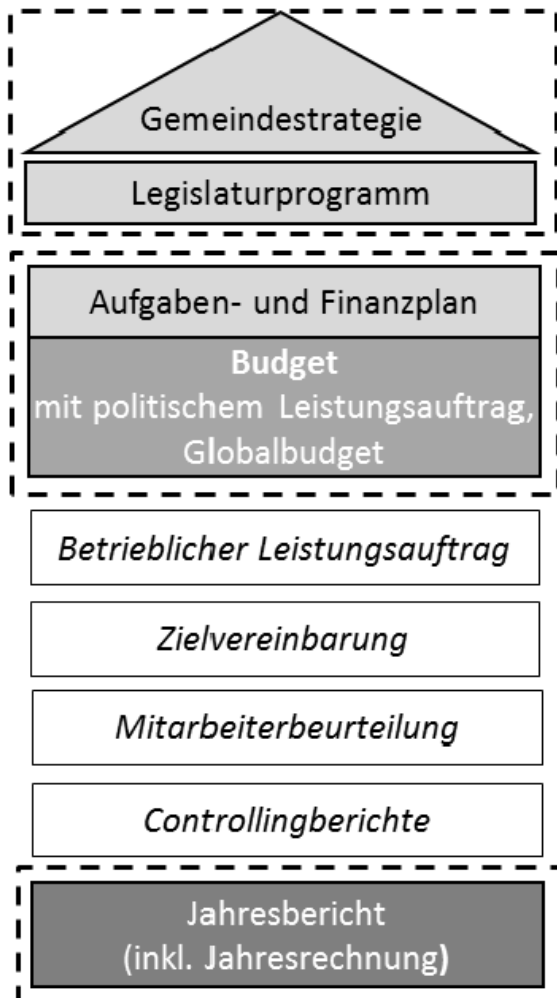 Gemeindestrategie
Legislaturprogramm
Aufgaben- und Finanzplan
Budget
mit politischem Leistungsauftrag,
Globalbudget
Betrieblicher Leistungsauftrag
Zielvereinbarung
Mitarbeiterbeurteilung
Controllingberichte
Jahresbericht
(inkl. Jahresrechnung)